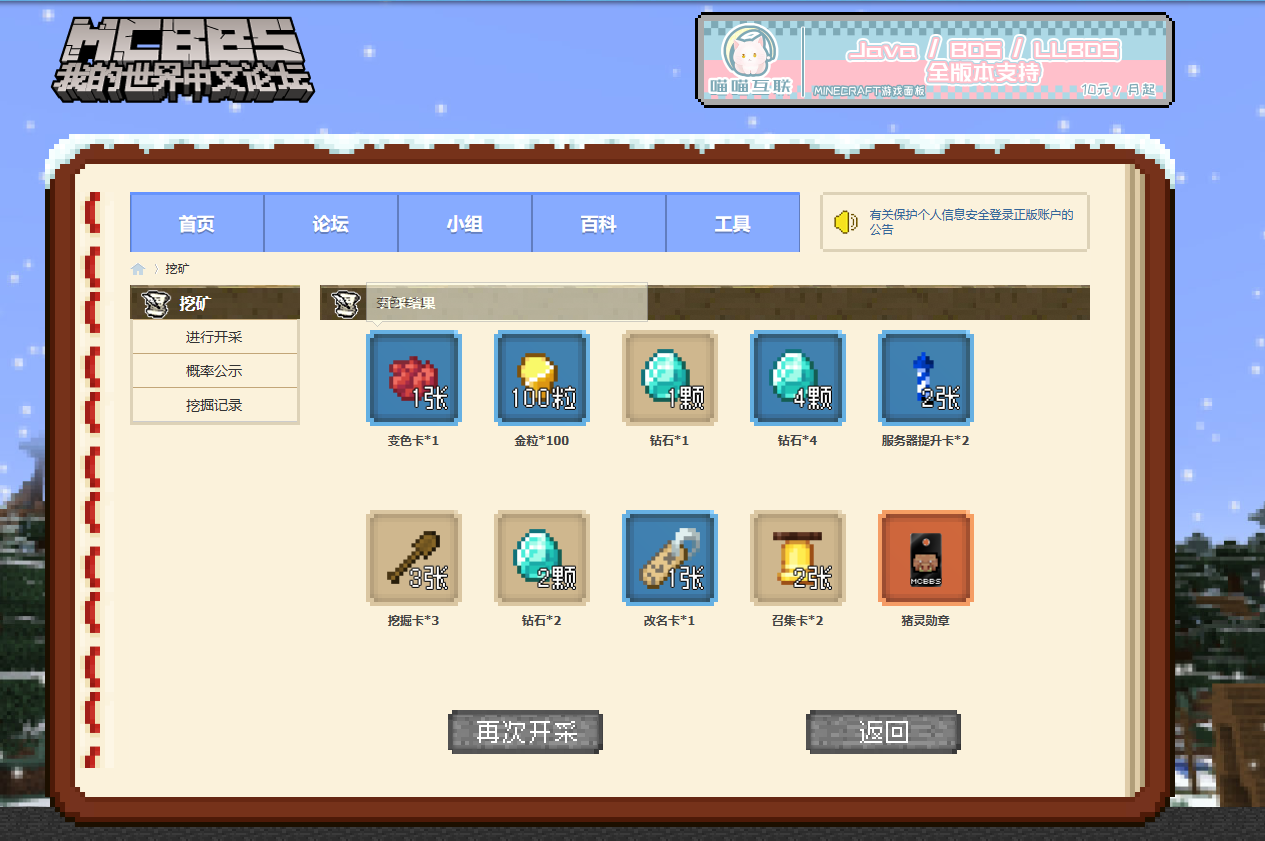 MCBBS
我的世界中文论坛
喵喵互联
Java / BDS / LLBDS
全版本支持
MINECRAFT游戏面板
10元 / 月起
首页
论坛
小组
百科
工具
有关保护个人信息安全登录正版账户的
公告
挖矿
挖矿
进行开采
概率公示
挖掘记录
开采结果
1张
100粒
1颗
4颗
2张
变色卡*1
金粒*100
钻石*1
钻石*4
服务器提升卡*2
3张
2颗
1张
2张
MCBBS
挖掘卡*3
钻石*2
改名卡*1
召集卡*2
猪灵勋章
再次开采
返回